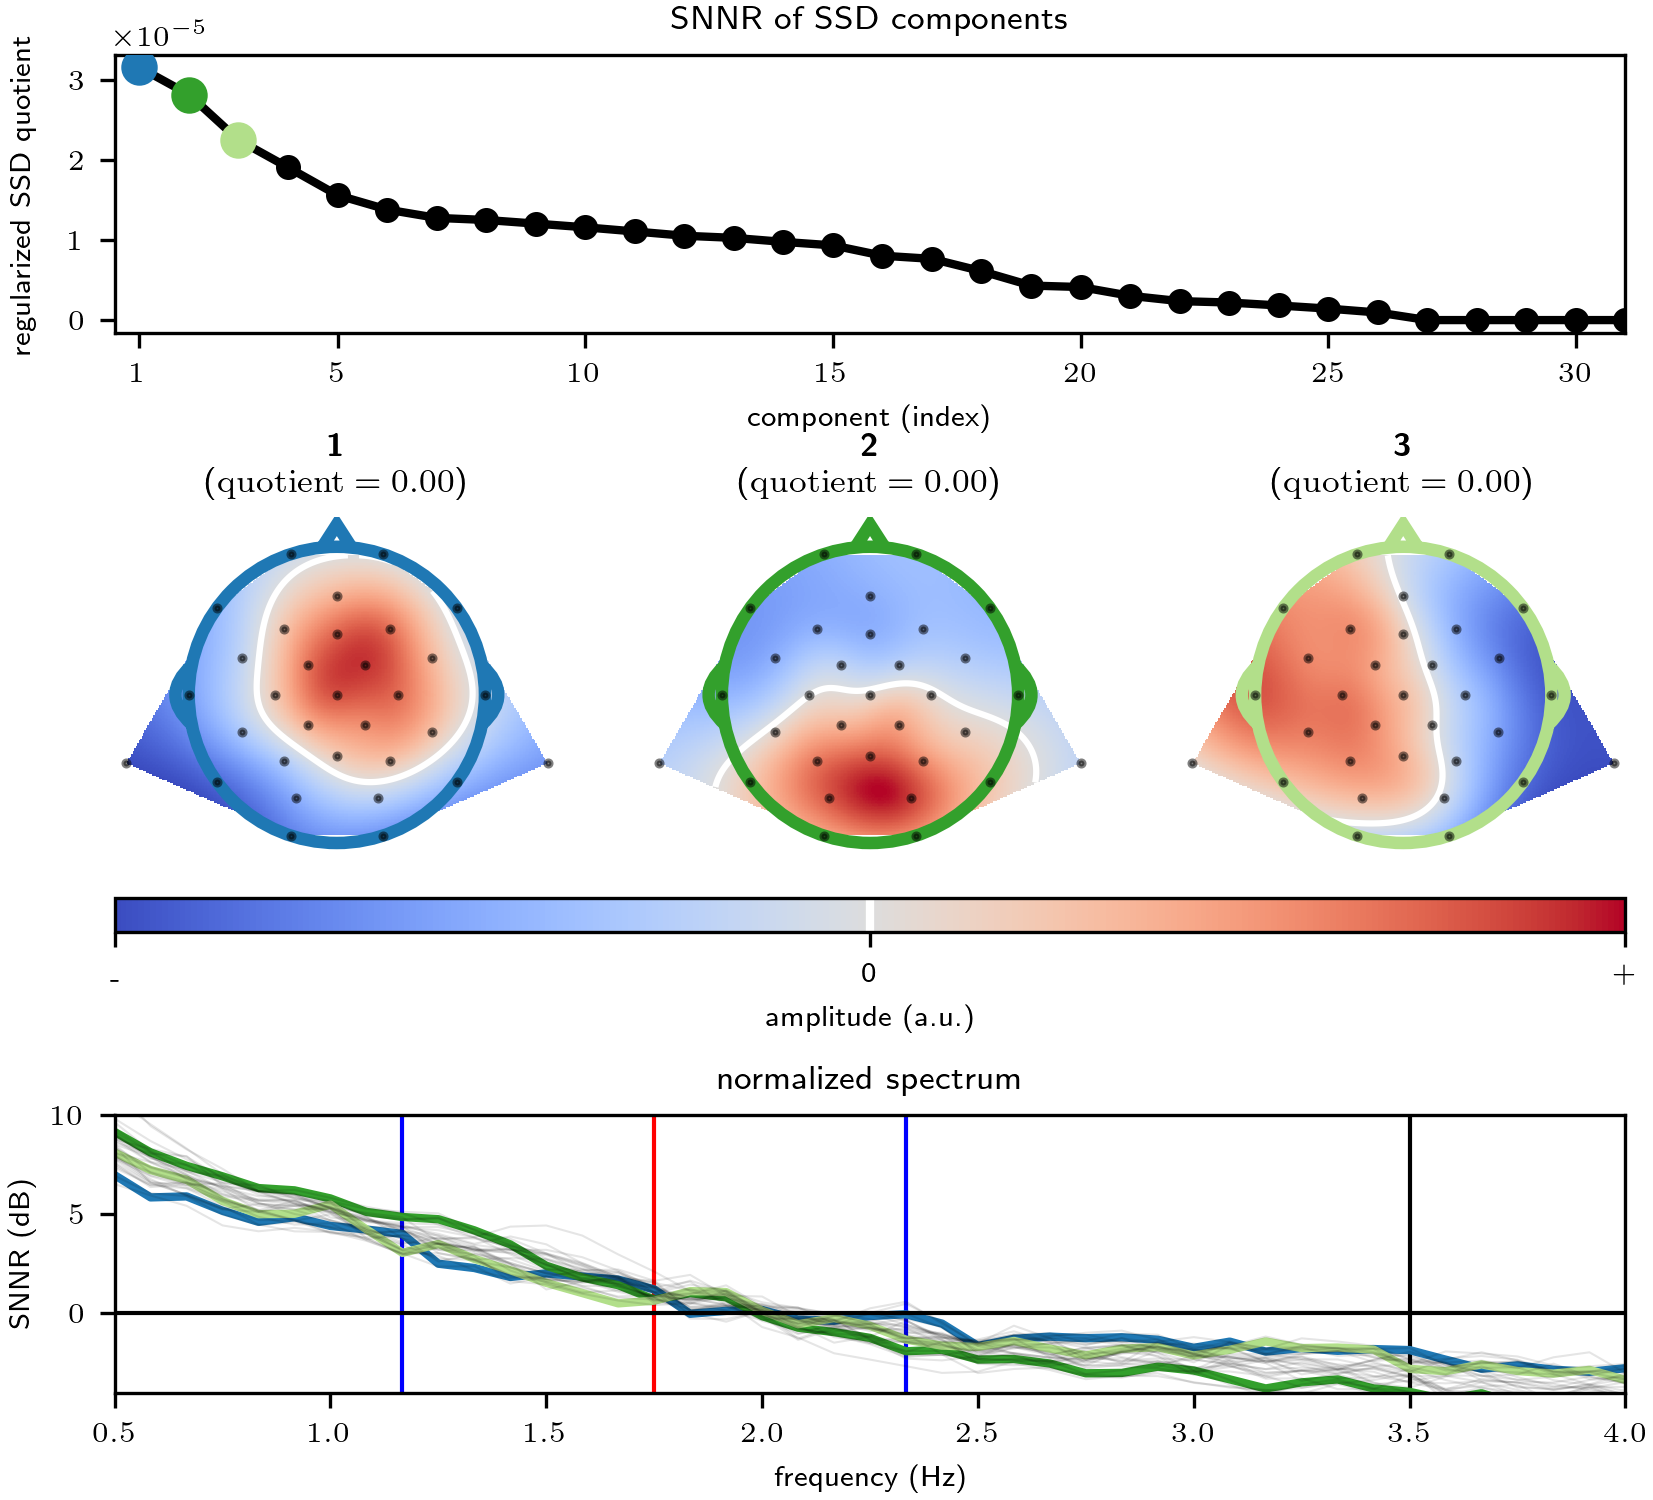 SNNR of SSD components
×10⁻⁵
regularized SSD quotient
3
2
1
0
1 5 10 15 20 25 30
component (index)
1 2 3
(quotient = 0.00) (quotient = 0.00) (quotient = 0.00)
- 0 +
amplitude (a.u.)
normalized spectrum
SNNR (dB)
10
5
0
0.5 1.0 1.5 2.0 2.5 3.0 3.5 4.0
frequency (Hz)